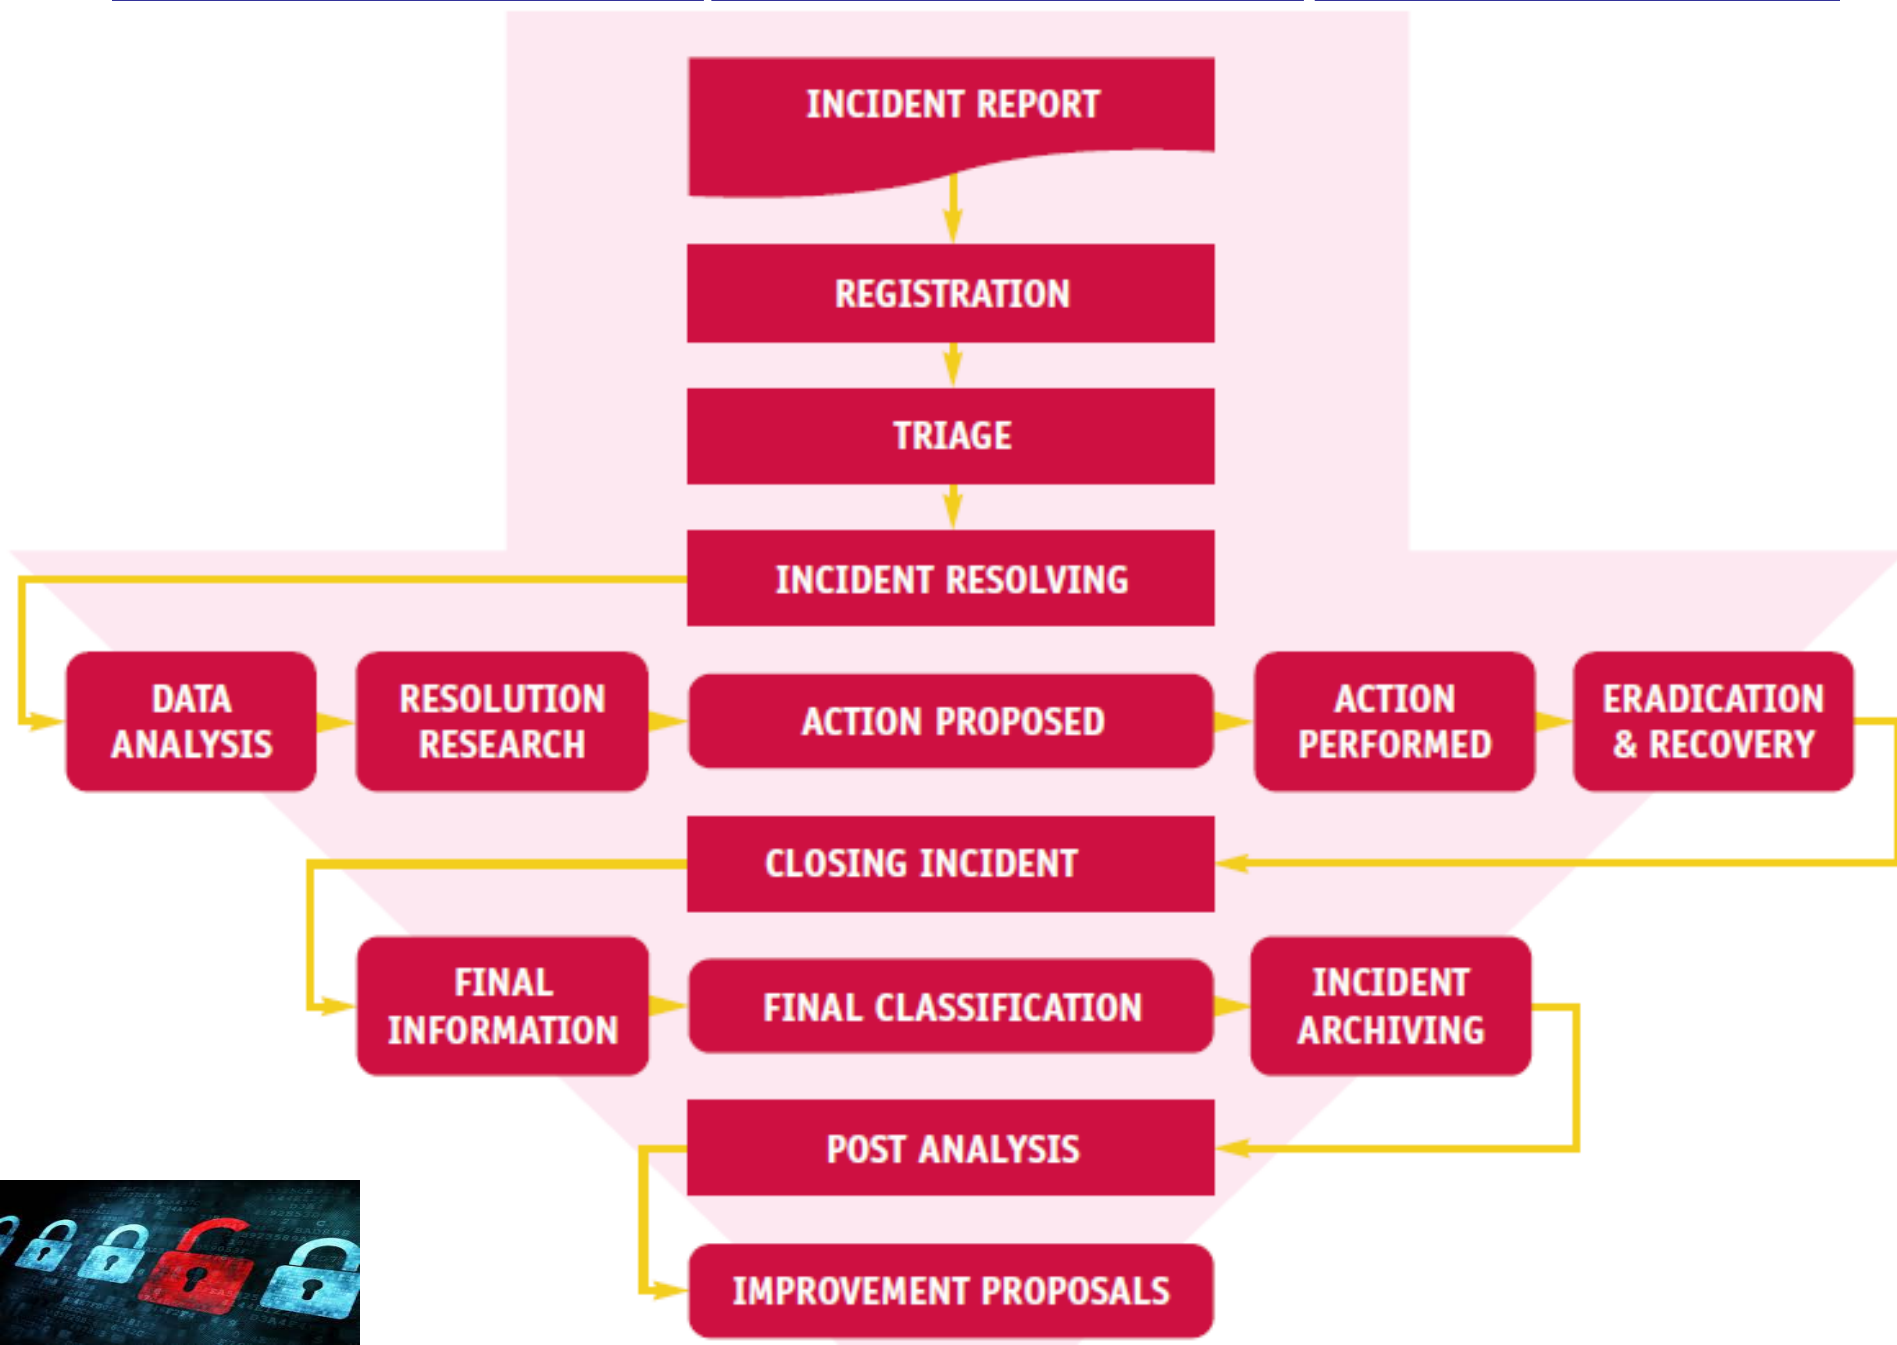 INCIDENT REPORT
REGISTRATION
TRIAGE
INCIDENT RESOLVING
DATA
ANALYSIS
RESOLUTION
RESEARCH
ACTION PROPOSED
ACTION
PERFORMED
ERADICATION
& RECOVERY
CLOSING INCIDENT
FINAL
INFORMATION
FINAL CLASSIFICATION
INCIDENT
ARCHIVING
POST ANALYSIS
IMPROVEMENT PROPOSALS